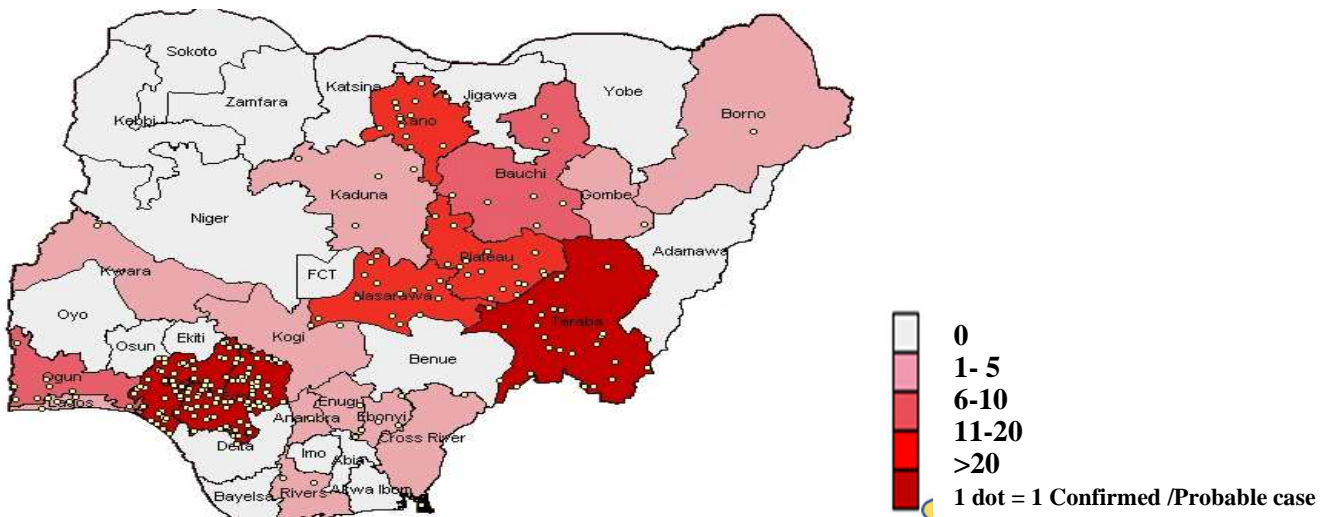 Sokoto
Katsina
Jigawa
Yobe
Zamfara
Borno
Kebbi
Kano
Bauchi
Kaduna
Gombe
Niger
Adamawa
Plateau
FCT
Kwara
Nasarawa
Oyo
Taraba
Kogi
Ekiti
Osun
Benue
Ogun
Enugu
Lagos
Anambra
Ebonyi
Cross River
Delta
Imo
Abia
Bayelsa
Rivers
Akwa Ibom
0
1- 5
6-10
11-20
>20
1 dot = 1 Confirmed /Probable case